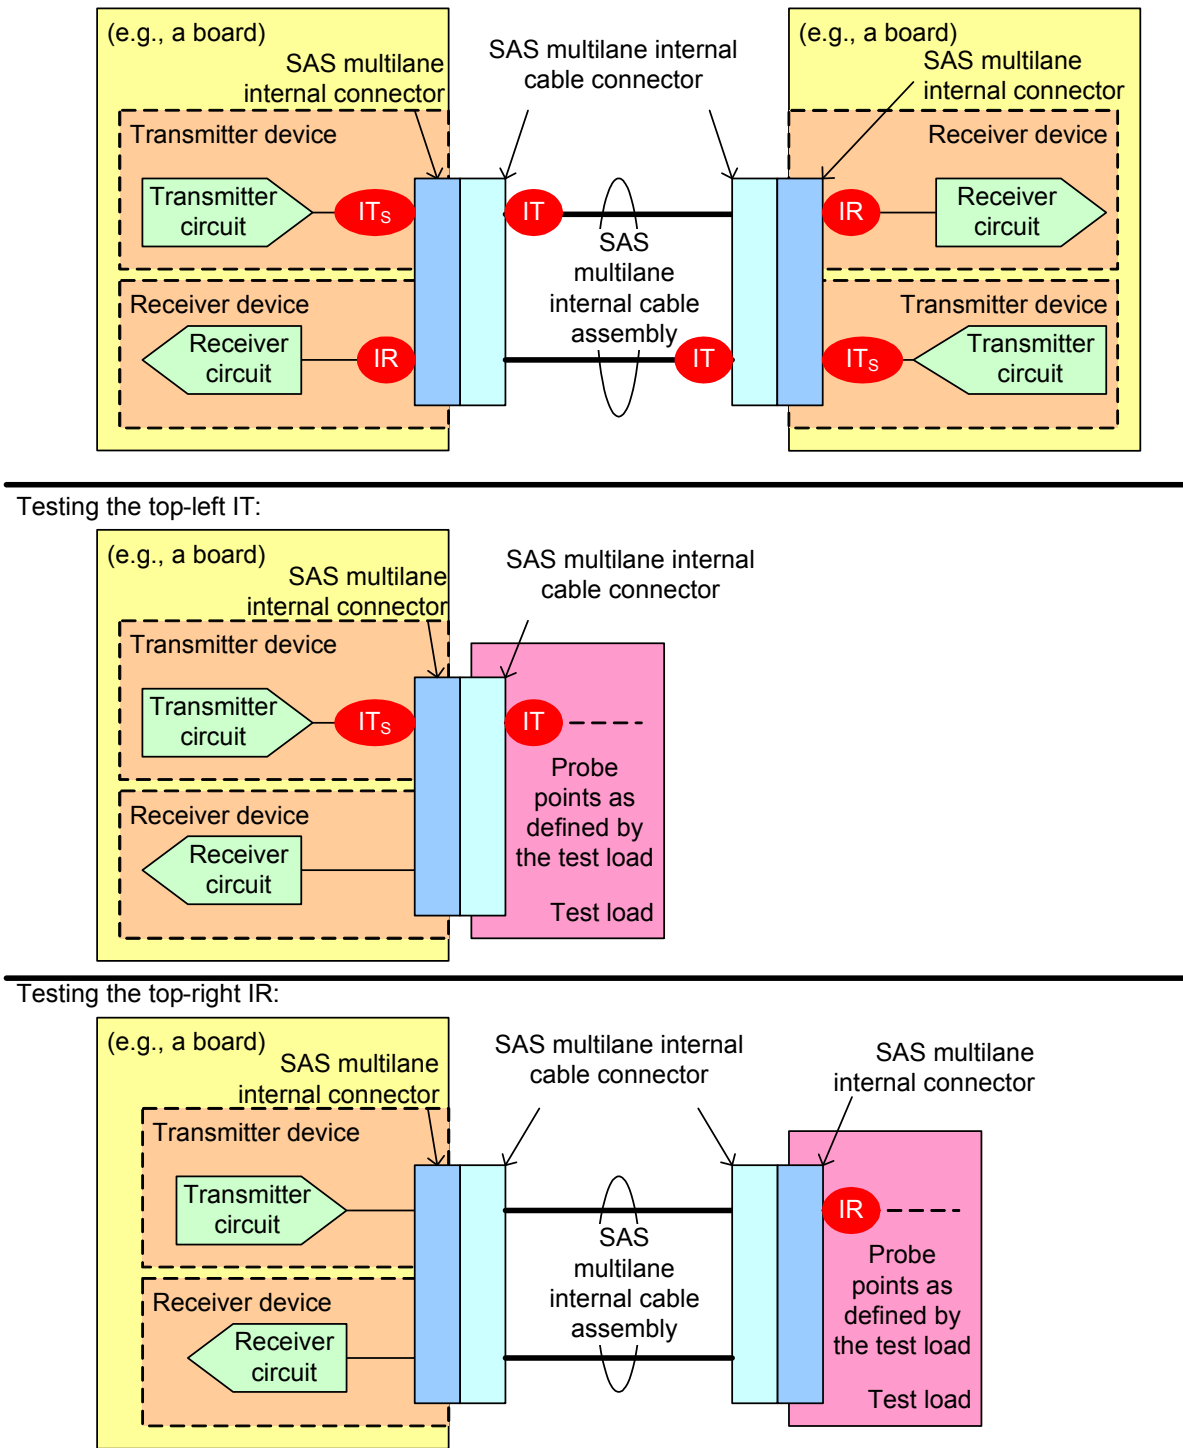 (e.g., a board)
SAS multilane
internal connector
SAS multilane internal
cable connector
(e.g., a board)
SAS multilane
internal connector
Transmitter device
Transmitter
circuit
ITS
IT
SAS
multilane
internal cable
assembly
Receiver device
IR
Receiver
circuit
Receiver device
Receiver
circuit
IR
IT
Transmitter device
ITS
Transmitter
circuit
Testing the top-left IT:
(e.g., a board)
SAS multilane
internal connector
SAS multilane internal
cable connector
Transmitter device
Transmitter
circuit
ITS
IT
Probe
points as
defined by
the test load
Test load
Receiver device
Receiver
circuit
Testing the top-right IR:
(e.g., a board)
SAS multilane
internal connector
SAS multilane internal
cable connector
SAS multilane
internal connector
Transmitter device
Transmitter
circuit
SAS
multilane
internal cable
assembly
IR
Probe
points as
defined by
the test load
Test load
Receiver device
Receiver
circuit